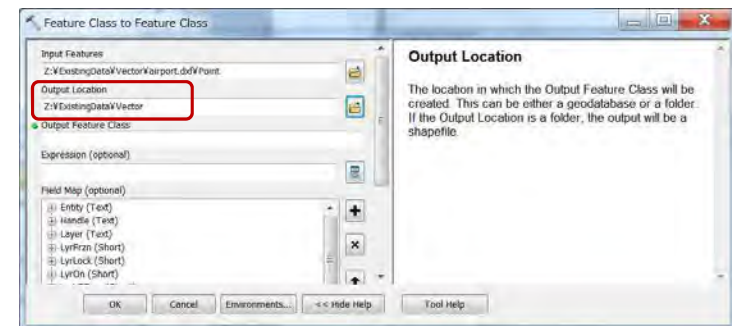 Feature Class to Feature Class
Input Features
Z:¥ExistingData¥Vector¥airport.dxf¥Point
Output Location
Z:¥ExistingData¥Vector
Output Feature Class
Expression (optional)
Field Map (optional)
Entity (Text)
Handle (Text)
Layer (Text)
LyrFrzn (Short)
LyrLock (Short)
LyrOn (Short)
OK
Cancel
Environments...
<< Hide Help
Tool Help
Output Location
The location in which the Output Feature Class will be
created. This can be either a geodatabase or a folder.
If the Output Location is a folder, the output will be a
shapefile.